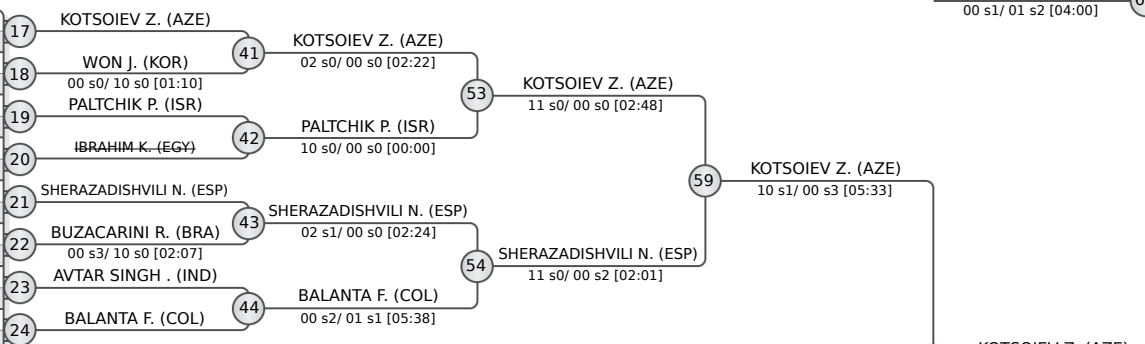 00 s1/ 01 s2 [04:00]
17
KOTSOIEV Z. (AZE)
18
WON J. (KOR)
00 s0/ 10 s0 [01:10]
19
PALTCHIK P. (ISR)
20
IBRAHIM K. (EGY)
21
SHERAZADISHVILI N. (ESP)
22
BUZACARINI R. (BRA)
00 s3/ 10 s0 [02:07]
23
AVTAR SINGH . (IND)
24
BALANTA F. (COL)
41
KOTSOIEV Z. (AZE)
02 s0/ 00 s0 [02:22]
42
PALTCHIK P. (ISR)
10 s0/ 00 s0 [00:00]
43
SHERAZADISHVILI N. (ESP)
02 s1/ 00 s0 [02:24]
44
BALANTA F. (COL)
00 s2/ 01 s1 [05:38]
53
KOTSOIEV Z. (AZE)
11 s0/ 00 s0 [02:48]
54
SHERAZADISHVILI N. (ESP)
11 s0/ 00 s2 [02:01]
59
KOTSOIEV Z. (AZE)
10 s1/ 00 s3 [05:33]
KOTSOIEV Z. (AZE)